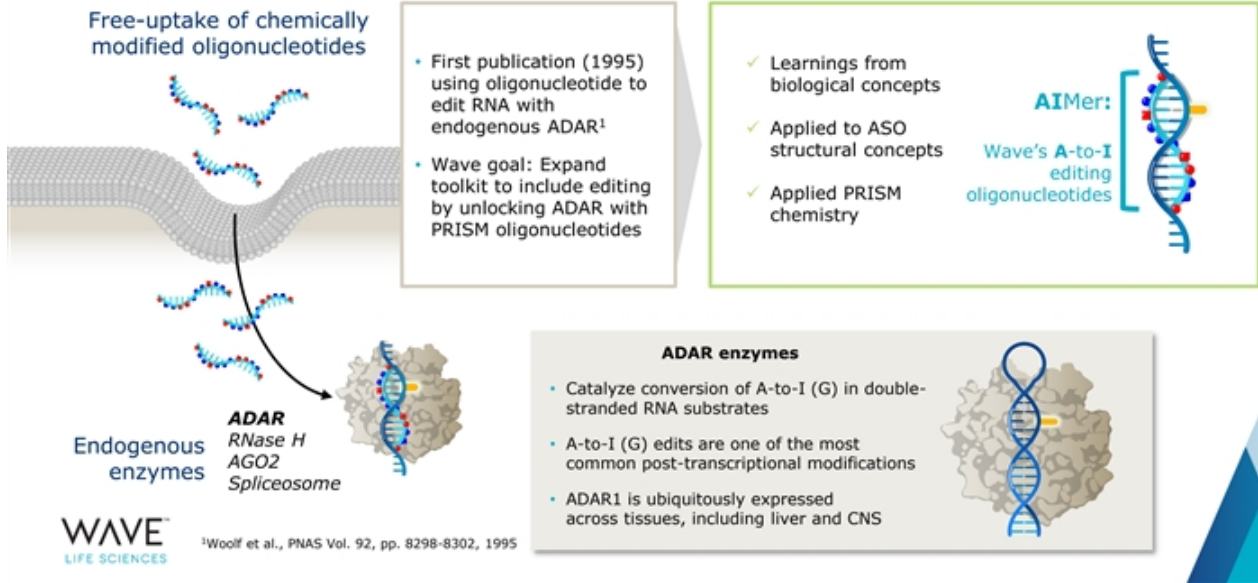 Free-uptake of chemically
modified oligonucleotides
• First publication (1995)
using oligonucleotide to
edit RNA with
endogenous ADAR¹
• Wave goal: Expand
toolkit to include editing
by unlocking ADAR with
PRISM oligonucleotides
✓ Learnings from
biological concepts
✓ Applied to ASO
structural concepts
✓ Applied PRISM
chemistry
AIMer:
Wave's A-to-I
editing
oligonucleotides
Endogenous
enzymes
ADAR
RNase H
AGO2
Spliceosome
ADAR enzymes
• Catalyze conversion of A-to-I (G) in double-
stranded RNA substrates
• A-to-I (G) edits are one of the most
common post-transcriptional modifications
• ADAR1 is ubiquitously expressed
across tissues, including liver and CNS
WAVE™
LIFE SCIENCES
¹Woolf et al., PNAS Vol. 92, pp. 8298-8302, 1995